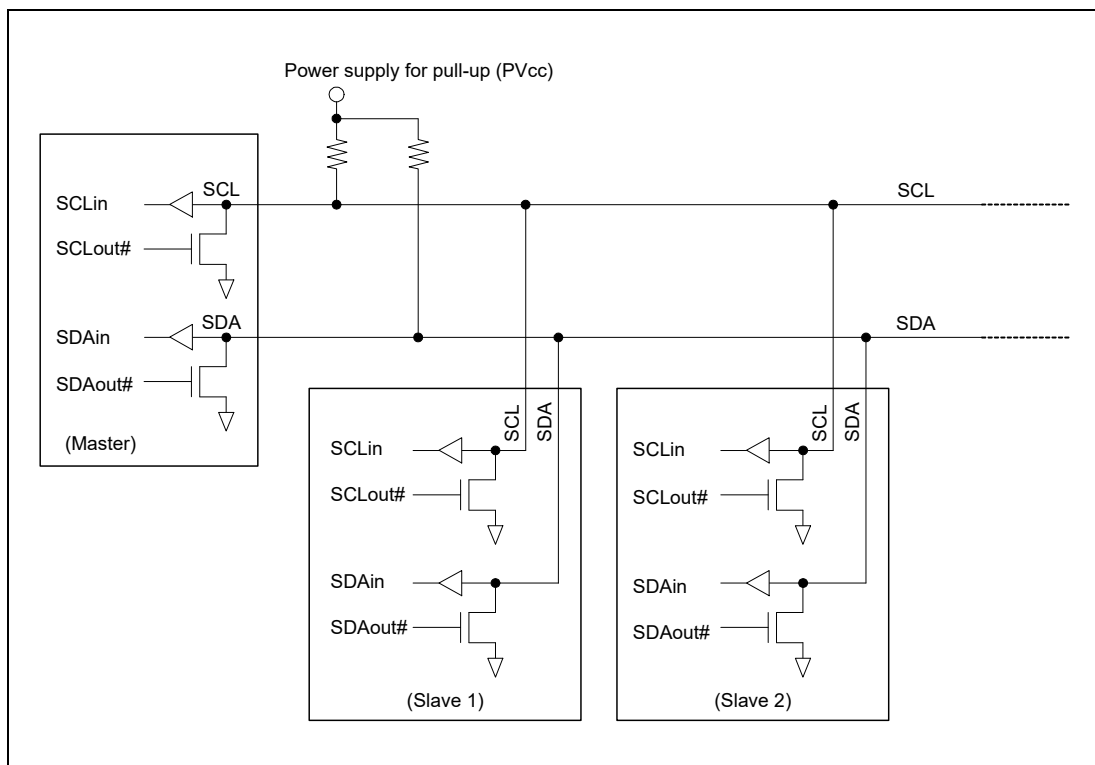 Power supply for pull-up (PVcc)
SCL
SCLin
SCL
SCLout#
SDA
SDAin
SDA
SDAout#
(Master)
SCL
SDA
SCLin
SCLout#
SDAin
SDAout#
(Slave 1)
SCL
SDA
SCLin
SCLout#
SDAin
SDAout#
(Slave 2)